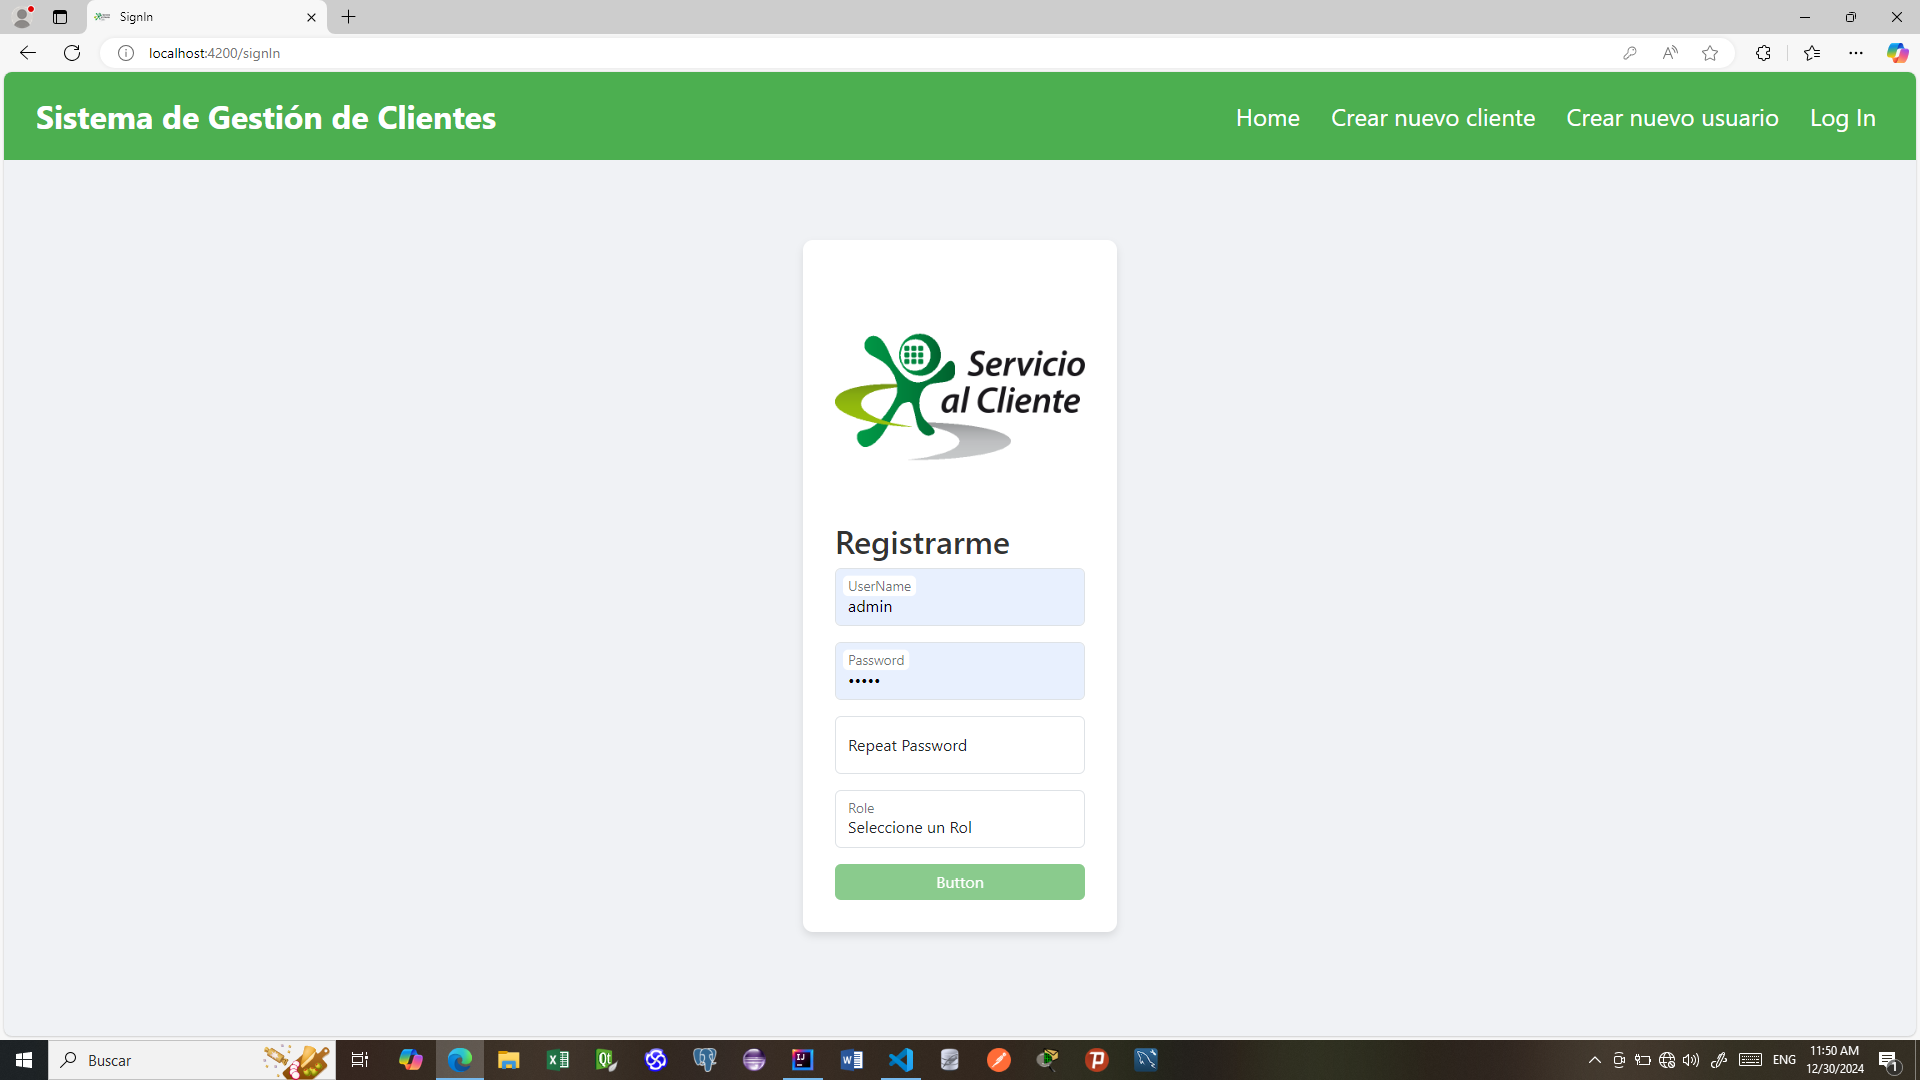 SignIn
localhost:4200/signIn
Sistema de Gestión de Clientes
Home
Crear nuevo cliente
Crear nuevo usuario
Log In
Servicio
al Cliente
Registrarme
UserName
admin
Password
•••••
Repeat Password
Role
Seleccione un Rol
Button
Buscar
ENG
11:50 AM
12/30/2024